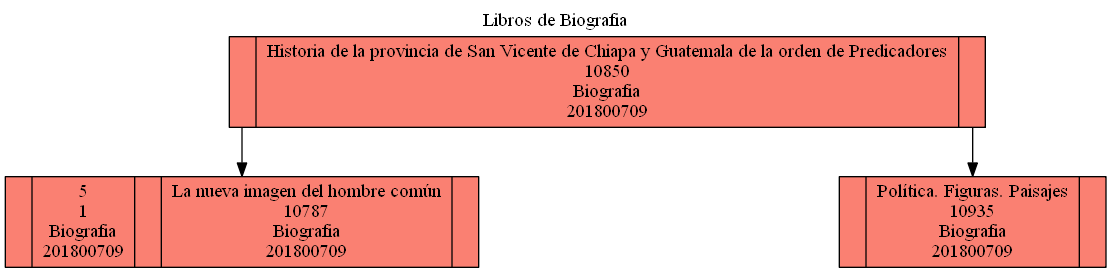 Libros de Biografia
Historia de la provincia de San Vicente de Chiapa y Guatemala de la orden de Predicadores
10850
Biografia
201800709
5
1
Biografia
201800709
La nueva imagen del hombre común
10787
Biografia
201800709
Política. Figuras. Paisajes
10935
Biografia
201800709